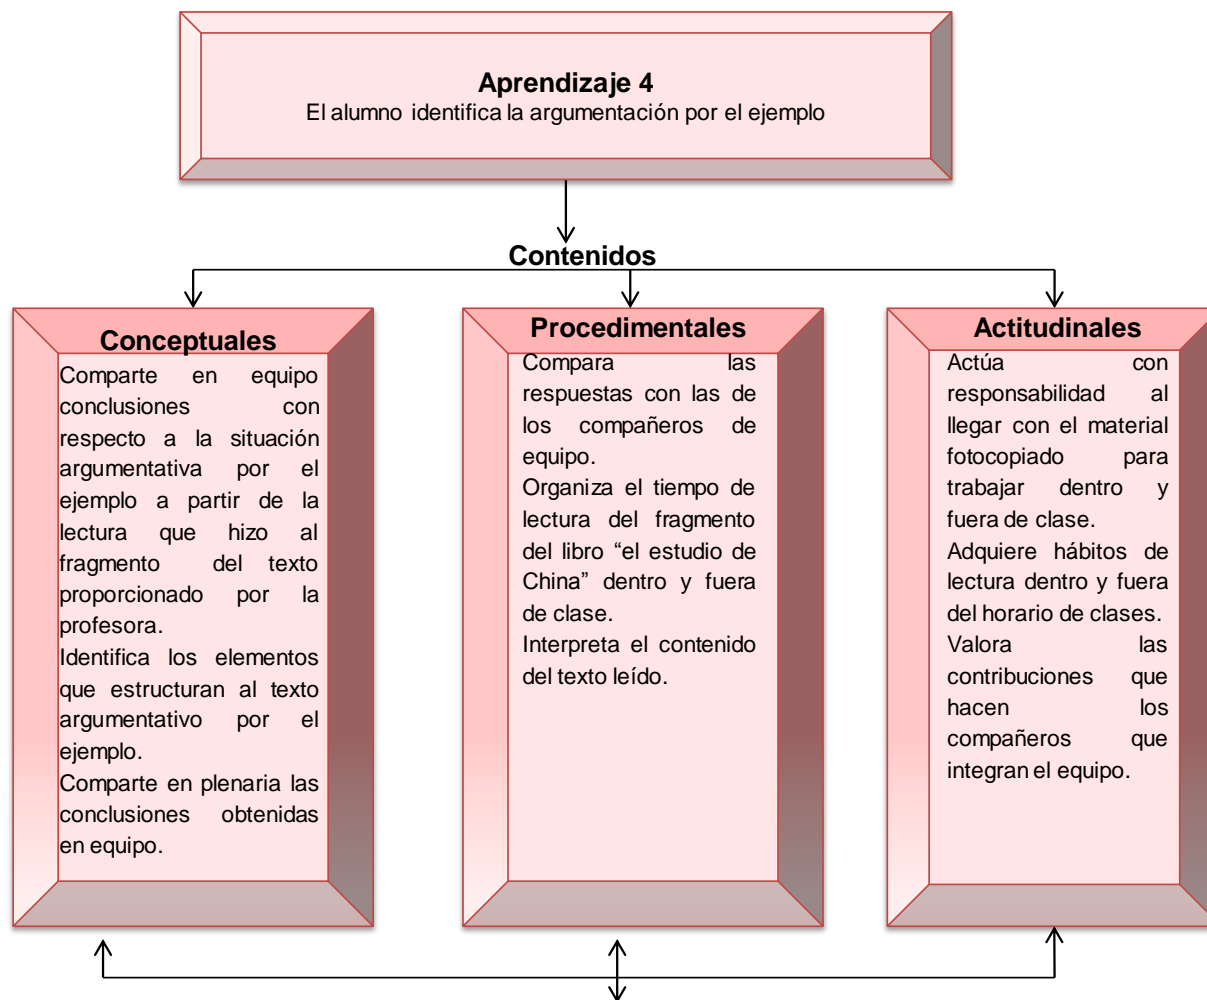 Aprendizaje 4
El alumno identifica la argumentación por el ejemplo
Contenidos
Conceptuales
Comparte en equipo
conclusiones con
respecto a la situación
argumentativa por el
ejemplo a partir de la
lectura que hizo al
fragmento del texto
proporcionado por la
profesora.
Identifica los elementos
que estructuran al texto
argumentativo por el
ejemplo.
Comparte en plenaria las
conclusiones obtenidas
en equipo.
Procedimentales
Compara las
respuestas con las de
los compañeros de
equipo.
Organiza el tiempo de
lectura del fragmento
del libro “el estudio de
China” dentro y fuera
de clase.
Interpreta el contenido
del texto leído.
Actitudinales
Actúa con
responsabilidad al
llegar con el material
fotocopiado para
trabajar dentro y
fuera de clase.
Adquiere hábitos de
lectura dentro y fuera
del horario de clases.
Valora las
contribuciones que
hacen los
compañeros que
integran el equipo.